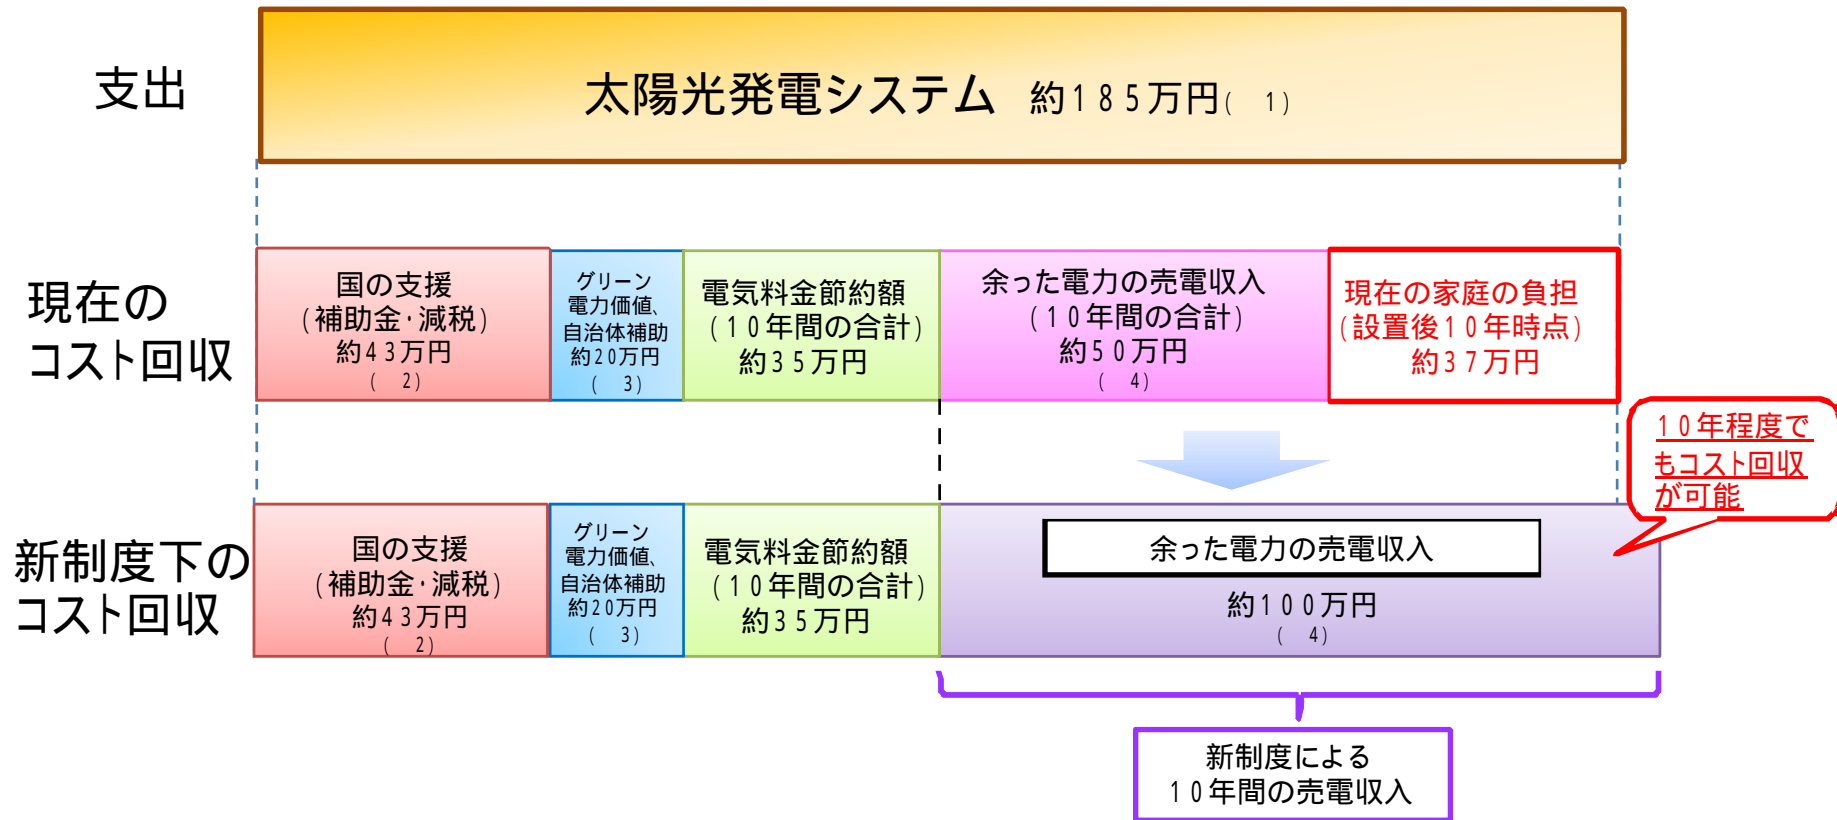 支出
太陽光発電システム 約185万円( 1)
現在の
コスト回収
国の支援
(補助金・減税)
約43万円
( 2)
グリーン
電力価値、
自治体補助
約20万円
( 3)
電気料金節約額
(10年間の合計)
約35万円
余った電力の売電収入
(10年間の合計)
約50万円
( 4)
現在の家庭の負担
(設置後10年時点)
約37万円
10年程度で
もコスト回収
が可能
新制度下の
コスト回収
国の支援
(補助金・減税)
約43万円
( 2)
グリーン
電力価値、
自治体補助
約20万円
( 3)
電気料金節約額
(10年間の合計)
約35万円
余った電力の売電収入
約100万円
( 4)
新制度による
10年間の売電収入